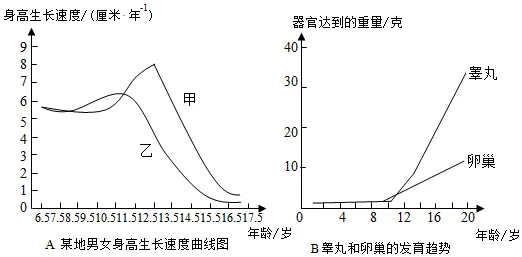 身高生长速度/(厘米·年⁻¹)
9
8
7
6
5
4
3
2
1
0
甲
乙
6.57.58.59.510.511.512.513.514.515.516.517.5
年龄/岁
A 某地男女身高生长速度曲线图
器官达到的重量/克
40
30
20
10
睾丸
卵巢
0 4 8 12 16 20
年龄/岁
B 睾丸和卵巢的发育趋势